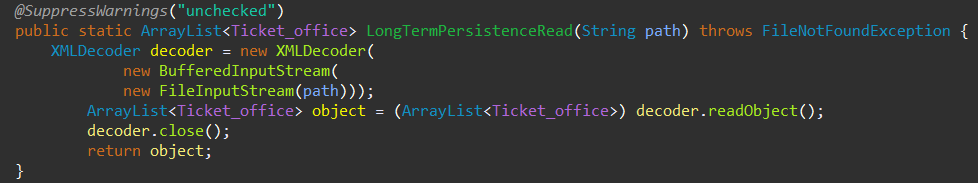 @SuppressWarnings("unchecked")
public static ArrayList<Ticket_office> LongTermPersistenceRead(String path) throws FileNotFoundException {
XMLDecoder decoder = new XMLDecoder(
new BufferedInputStream(
new FileInputStream(path)));
ArrayList<Ticket_office> object = (ArrayList<Ticket_office>) decoder.readObject();
decoder.close();
return object;
}